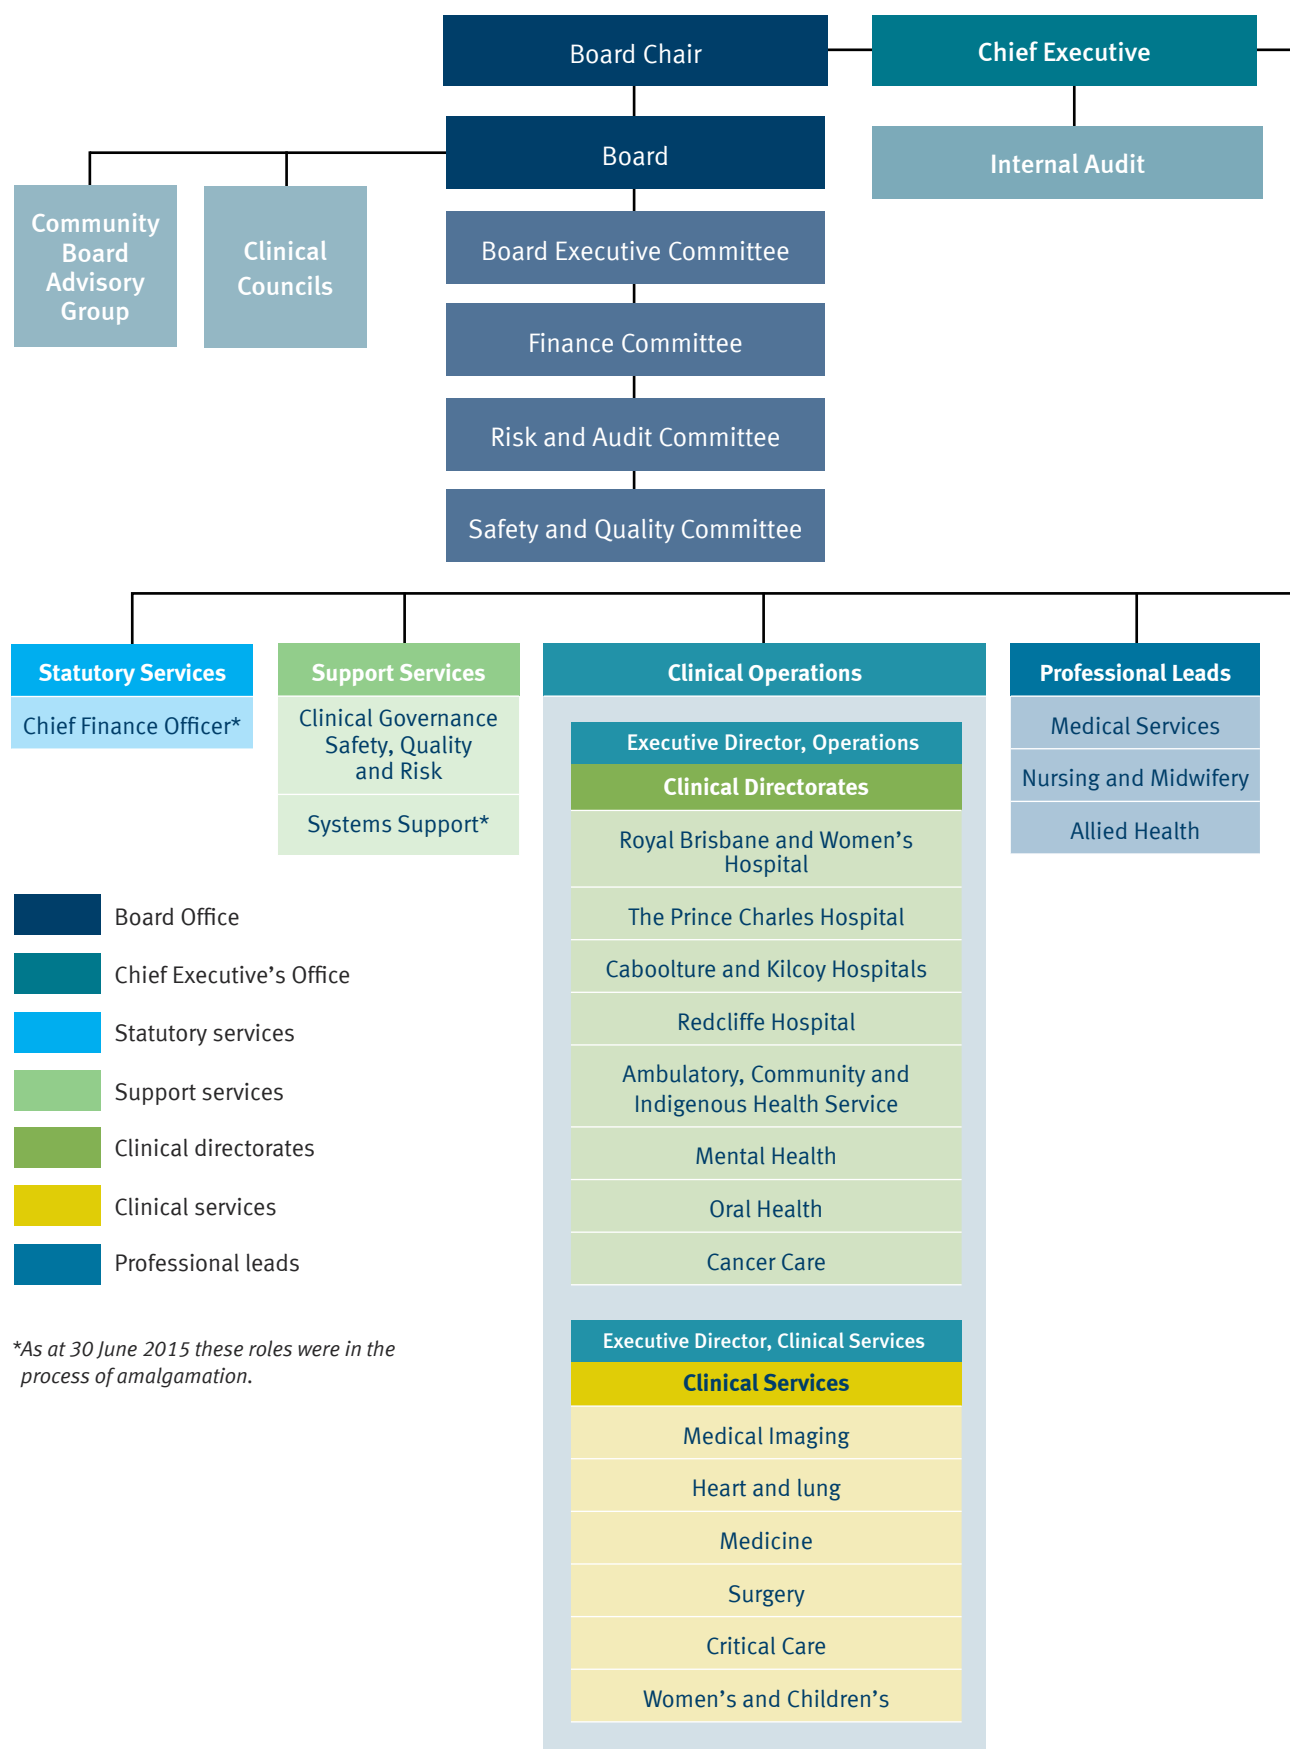 Board Chair
Chief Executive
Board
Internal Audit
Community
Board
Advisory
Group
Clinical
Councils
Board Executive Committee
Finance Committee
Risk and Audit Committee
Safety and Quality Committee
Statutory Services
Chief Finance Officer*
Support Services
Clinical Governance
Safety, Quality
and Risk
Systems Support*
Clinical Operations
Executive Director, Operations
Clinical Directorates
Royal Brisbane and Women’s
Hospital
The Prince Charles Hospital
Caboolture and Kilcoy Hospitals
Redcliffe Hospital
Ambulatory, Community and
Indigenous Health Service
Mental Health
Oral Health
Cancer Care
Executive Director, Clinical Services
Clinical Services
Medical Imaging
Heart and lung
Medicine
Surgery
Critical Care
Women’s and Children’s
Professional Leads
Medical Services
Nursing and Midwifery
Allied Health
Board Office
Chief Executive’s Office
Statutory services
Support services
Clinical directorates
Clinical services
Professional leads
*As at 30 June 2015 these roles were in the
process of amalgamation.